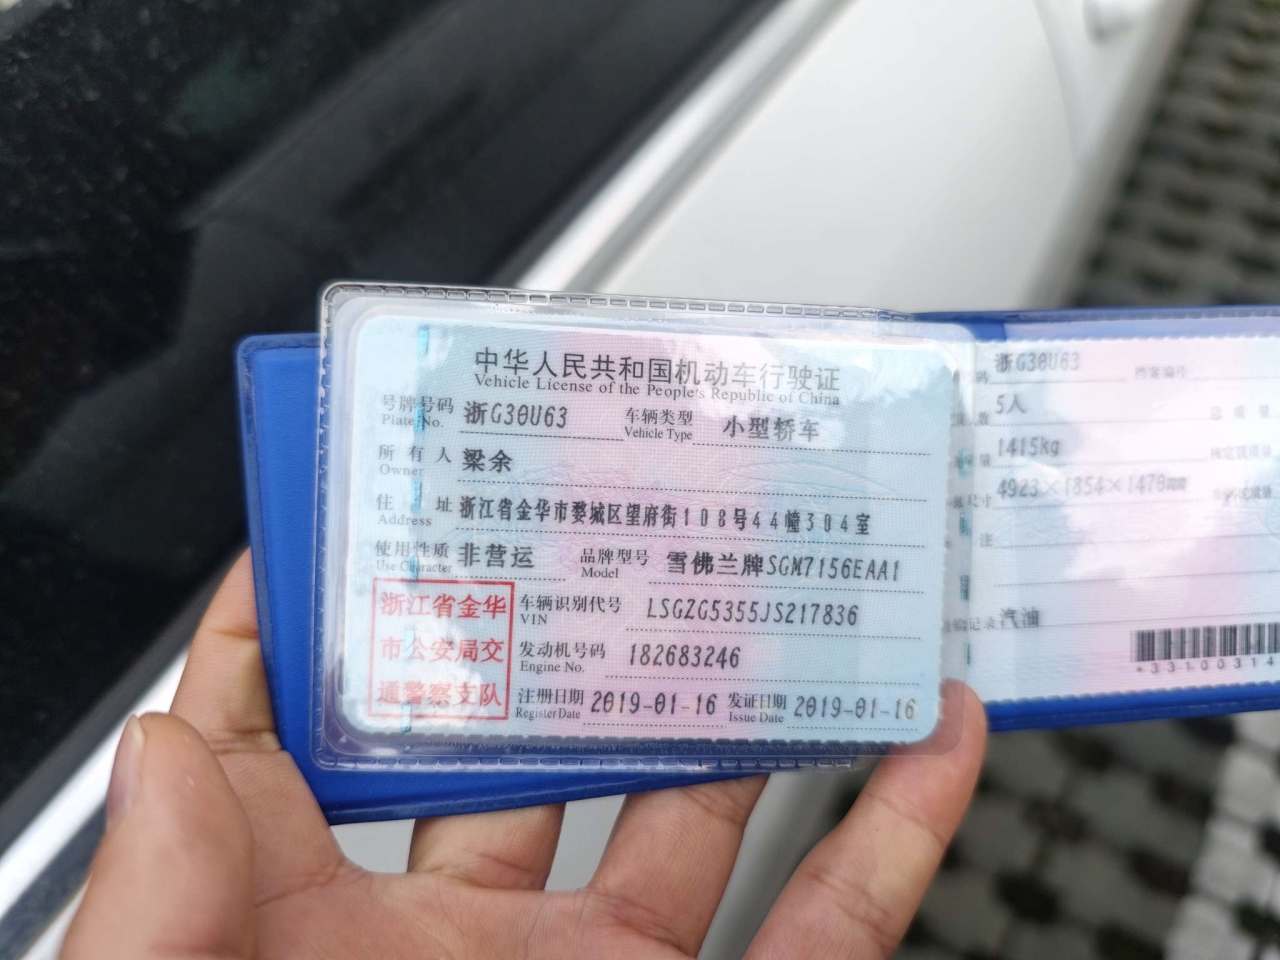 中华人民共和国机动车行驶证
Vehicle License of the People's Republic of China
号牌号码 浙G30U63 车辆类型 小型轿车
Plate No. Vehicle Type
所有人 梁余
Owner
住址 浙江省金华市婺城区望府街108号44幢304室
Address
使用性质 非营运 品牌型号 雪佛兰牌SGM7156EAA1
Use Character Model
浙江省金华
市公安局交
通警察支队
车辆识别代号 LSGZG5355JS217836
VIN
发动机号码 182683246
Engine No.
注册日期 2019-01-16 发证日期 2019-01-16
Register Date Issue Date
码 浙G30U63 档案编号
数 5人 总质量
量 1415kg
尺寸 4923×1854×1470mm
注
记录 汽油
*33100314